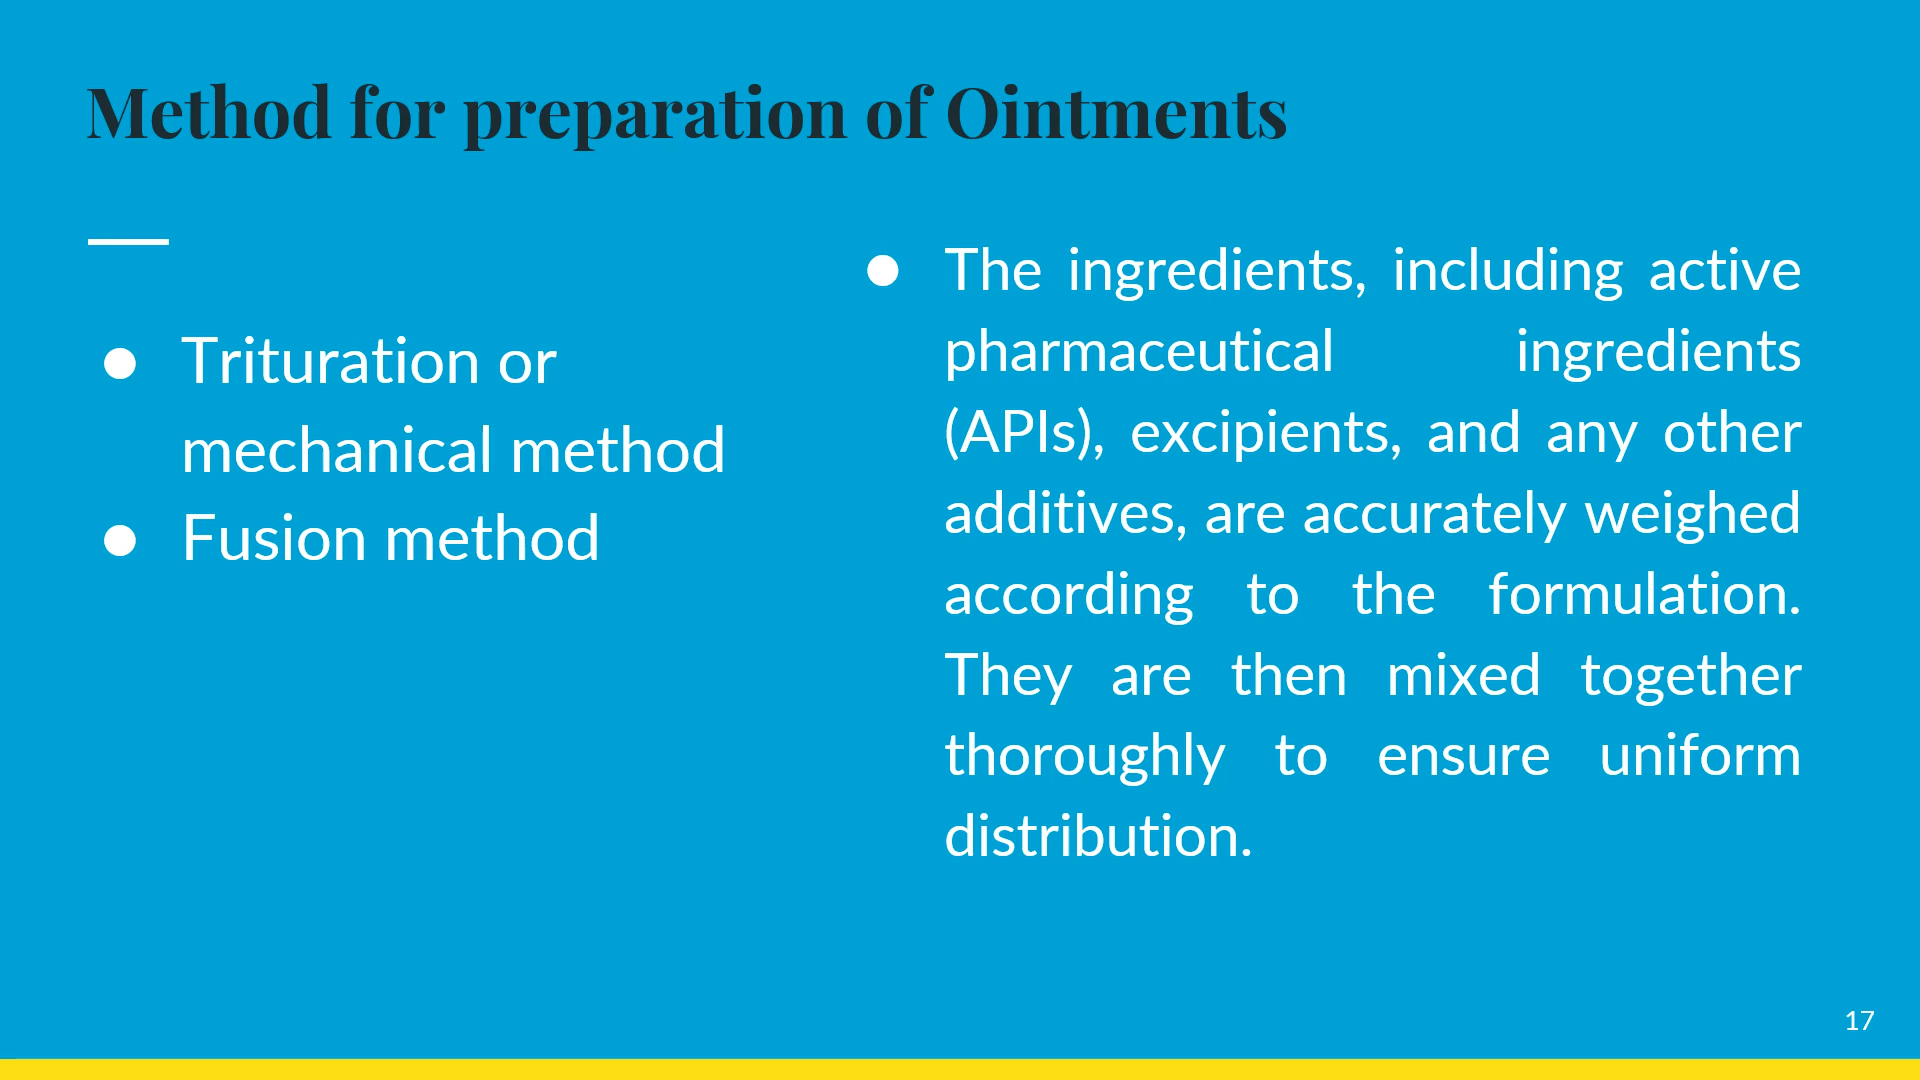 Method for preparation of Ointments
● Trituration or
mechanical method
● Fusion method
● The ingredients, including active
pharmaceutical ingredients
(APIs), excipients, and any other
additives, are accurately weighed
according to the formulation.
They are then mixed together
thoroughly to ensure uniform
distribution.
17